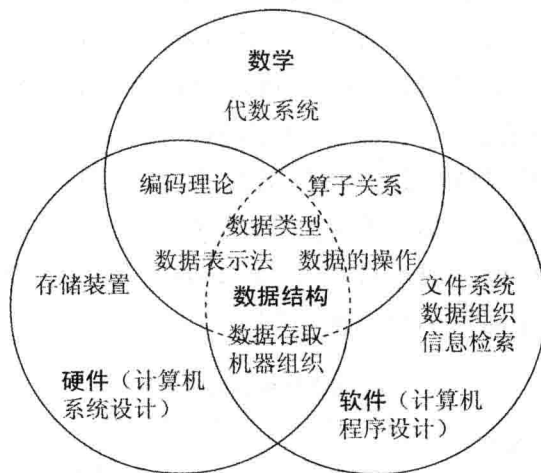 数学
代数系统
编码理论
算子关系
数据类型
数据表示法
数据的操作
存储装置
数据结构
文件系统
数据组织
信息检索
数据存取
机器组织
硬件（计算机
系统设计）
软件（计算机
程序设计）